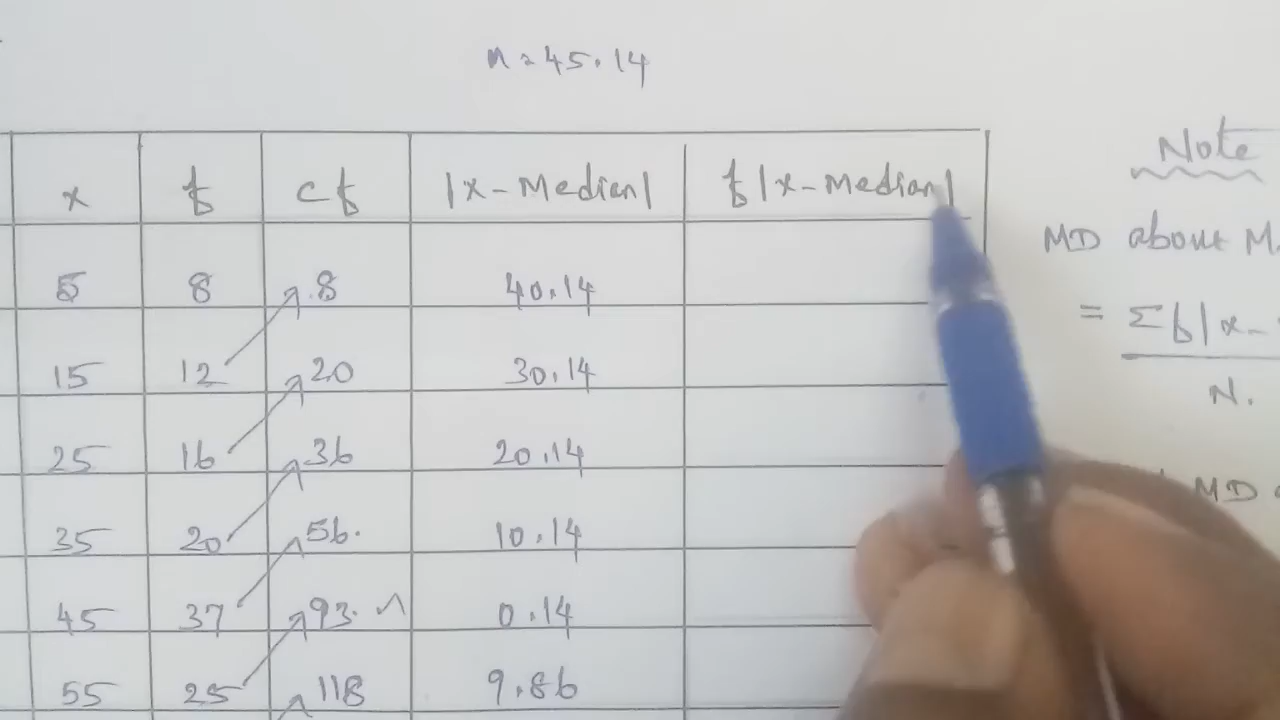 M = 45.14
x f cf |x - Median| f |x - Median|
5 8 8 40.14
15 12 20 30.14
25 16 36 20.14
35 20 56. 10.14
45 37 93. 0.14
55 25 118 9.86
Note
MD about
= Σf|x-
N.
MD